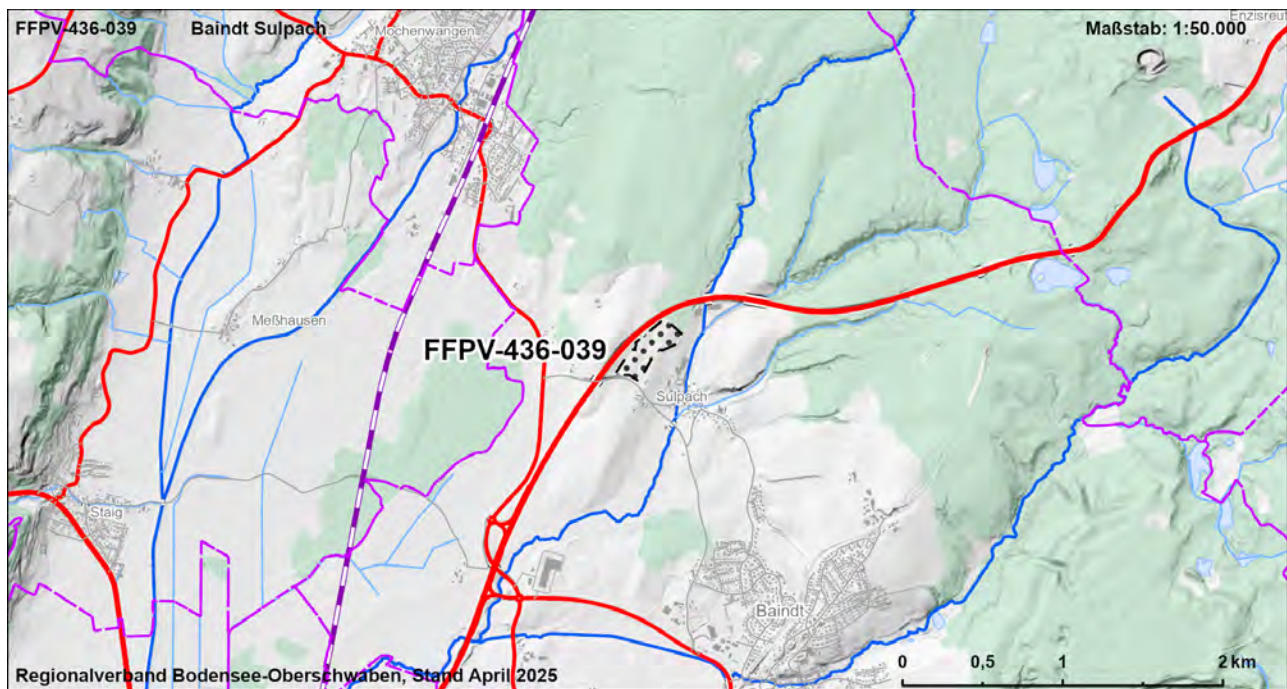 FFPV-436-039 Baindt Sulpach Maßstab: 1:50.000
Enzisreut
Mochenwangen
Meßhausen
FFPV-436-039
Sulpach
Staig
Baindt
0 0,5 1 2 km
Regionalverband Bodensee-Oberschwaben, Stand April 2025